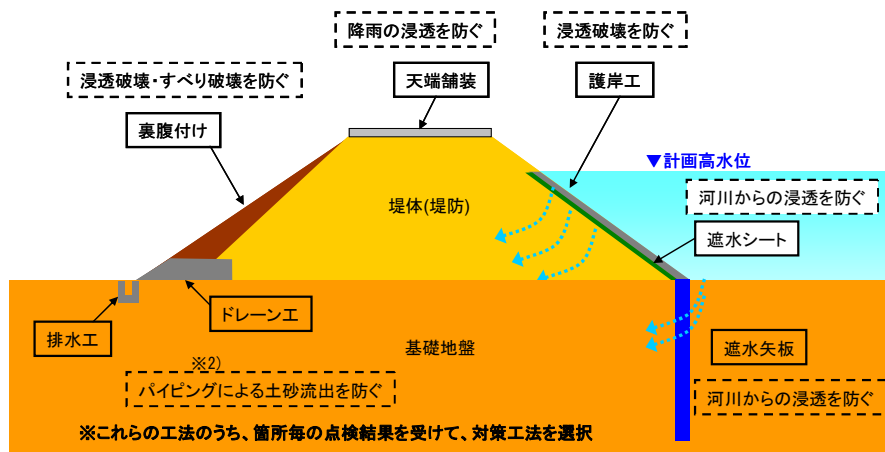 降雨の浸透を防ぐ
浸透破壊を防ぐ
浸透破壊・すべり破壊を防ぐ
天端舗装
護岸工
裏腹付け
▼計画高水位
堤体(堤防)
河川からの浸透を防ぐ
遮水シート
排水工
ドレーン工
基礎地盤
遮水矢板
※2)
パイピングによる土砂流出を防ぐ
河川からの浸透を防ぐ
※これらの工法のうち、箇所毎の点検結果を受けて、対策工法を選択